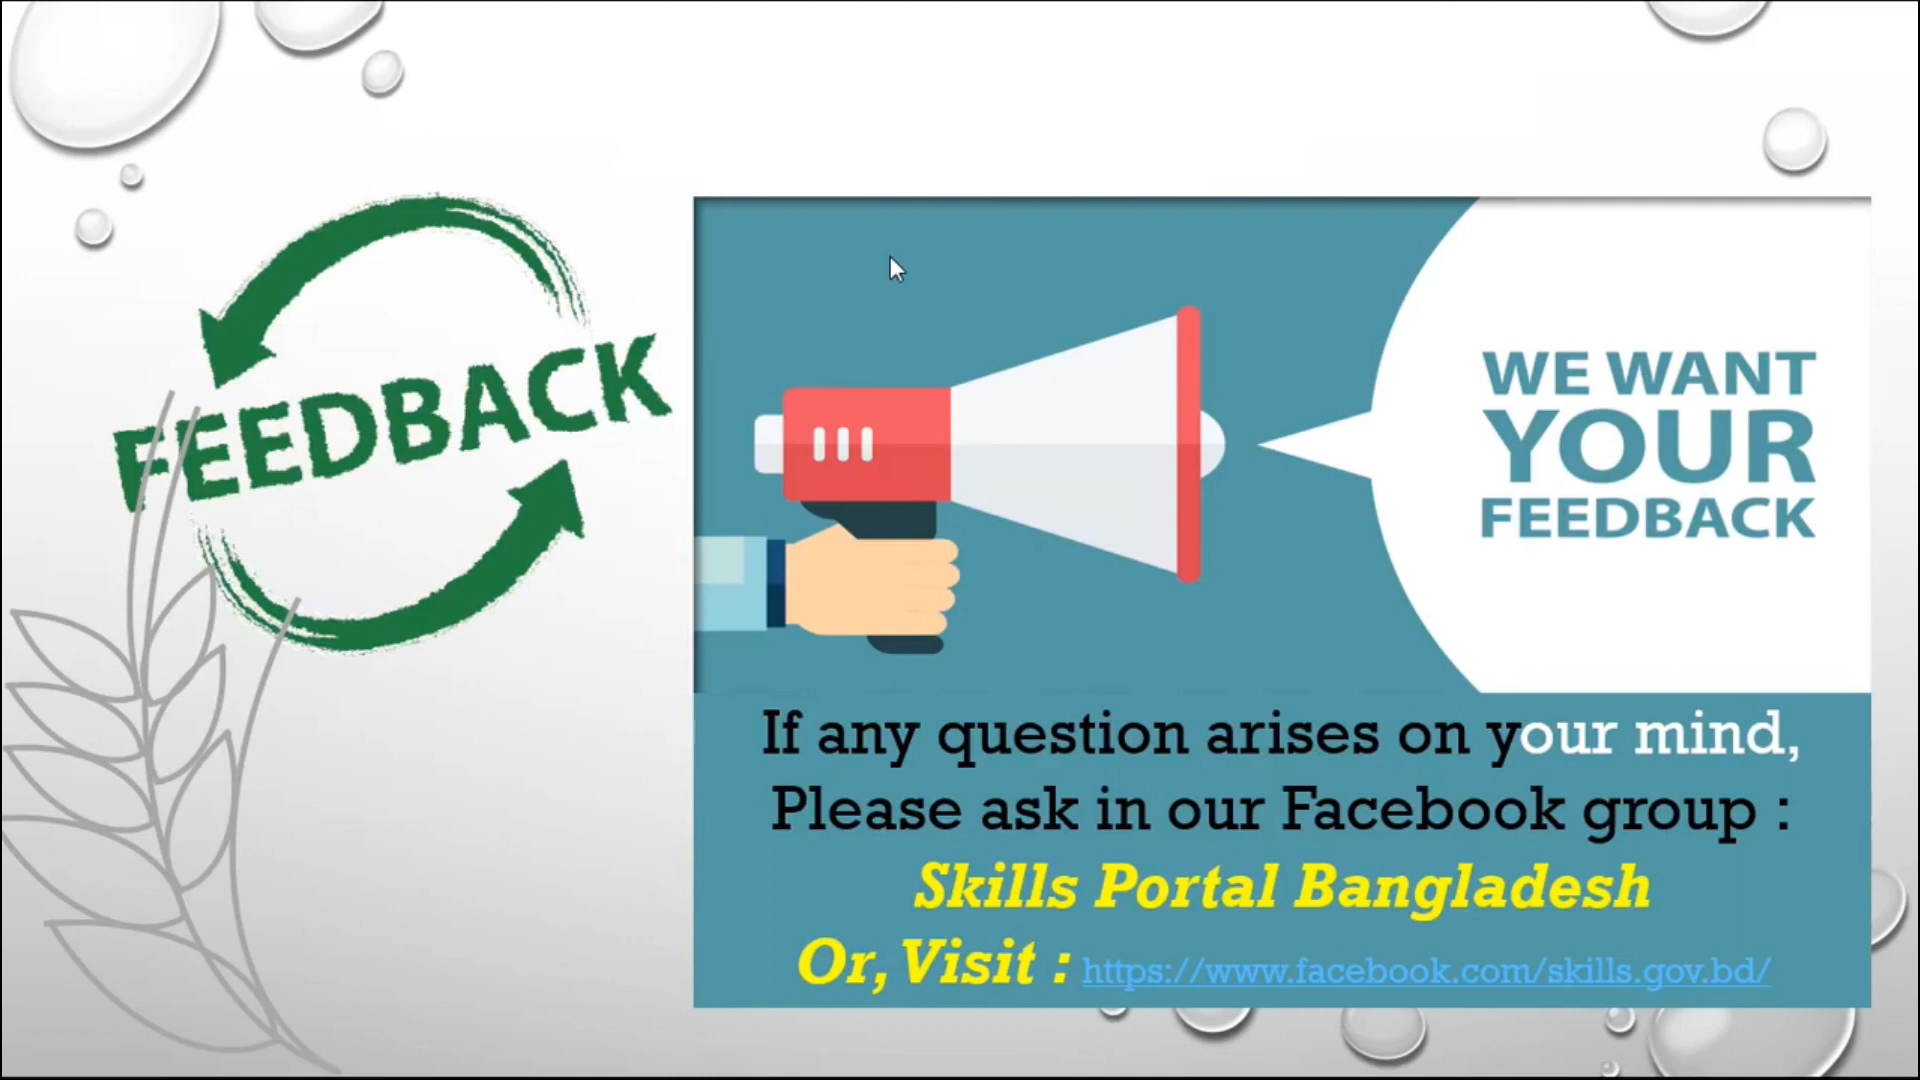 FEEDBACK
WE WANT
YOUR
FEEDBACK
If any question arises on your mind,
Please ask in our Facebook group :
Skills Portal Bangladesh
Or, Visit : https://www.facebook.com/skills.gov.bd/